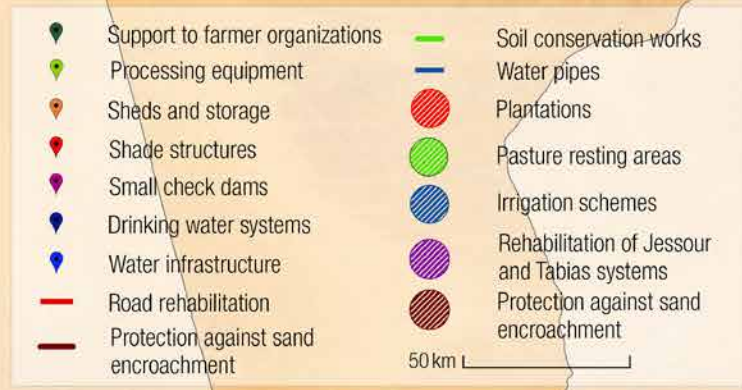 Support to farmer organizations
Processing equipment
Sheds and storage
Shade structures
Small check dams
Drinking water systems
Water infrastructure
Road rehabilitation
Protection against sand
encroachment
Soil conservation works
Water pipes
Plantations
Pasture resting areas
Irrigation schemes
Rehabilitation of Jessour
and Tabias systems
Protection against sand
encroachment
50 km